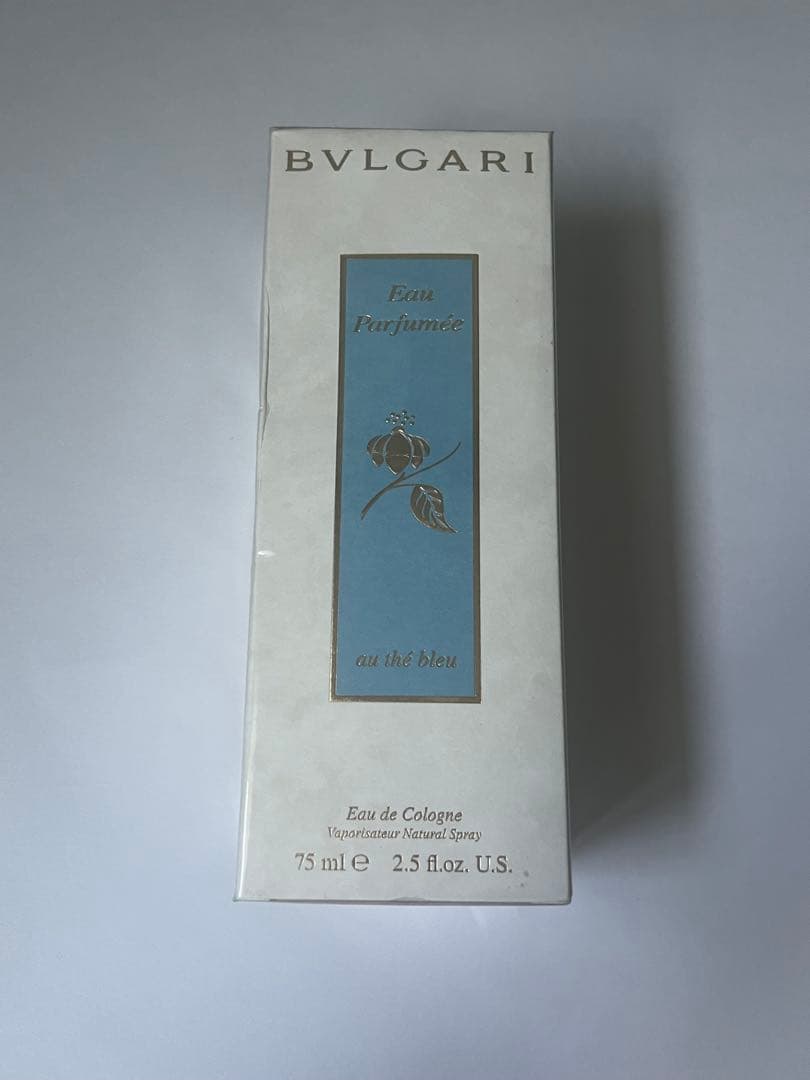 BVLGARI
Eau
Parfumée
au thé bleu
Eau de Cologne
Vaporisateur Natural Spray
75 ml ℮ 2.5 fl.oz. U.S.